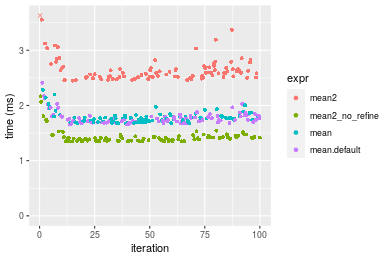 3
2
1
0
time (ms)
0
25
50
75
100
iteration
expr
mean2
mean2_no_refine
mean
mean.default